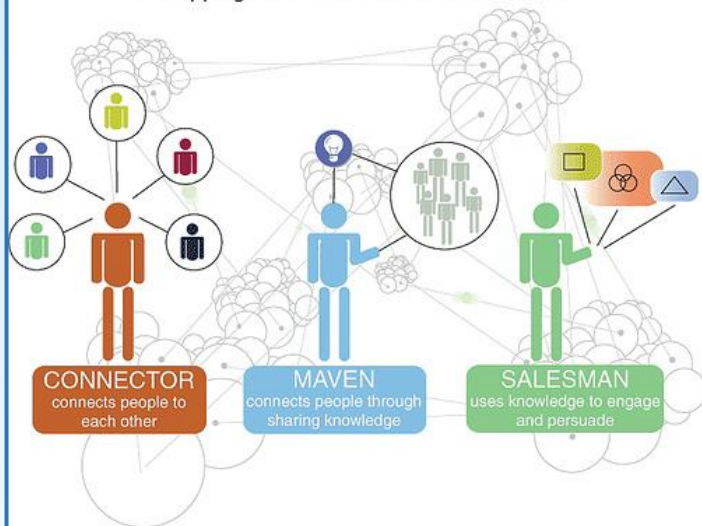 CONNECTOR
connects people to
each other
MAVEN
connects people through
sharing knowledge
SALESMAN
uses knowledge to engage
and persuade